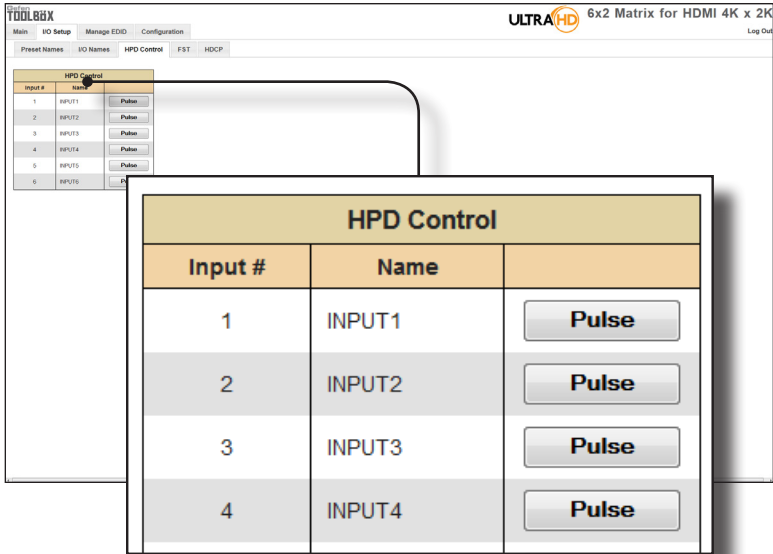 Gefen
TOOLBOX
ULTRA HD 6x2 Matrix for HDMI 4K x 2K
Main I/O Setup Manage EDID Configuration
Log Out
Preset Names I/O Names HPD Control FST HDCP
HPD Control
Input # Name
1 INPUT1 Pulse
2 INPUT2 Pulse
3 INPUT3 Pulse
4 INPUT4 Pulse
5 INPUT5 Pulse
6 INPUT6
HPD Control
Input # Name
1 INPUT1 Pulse
2 INPUT2 Pulse
3 INPUT3 Pulse
4 INPUT4 Pulse